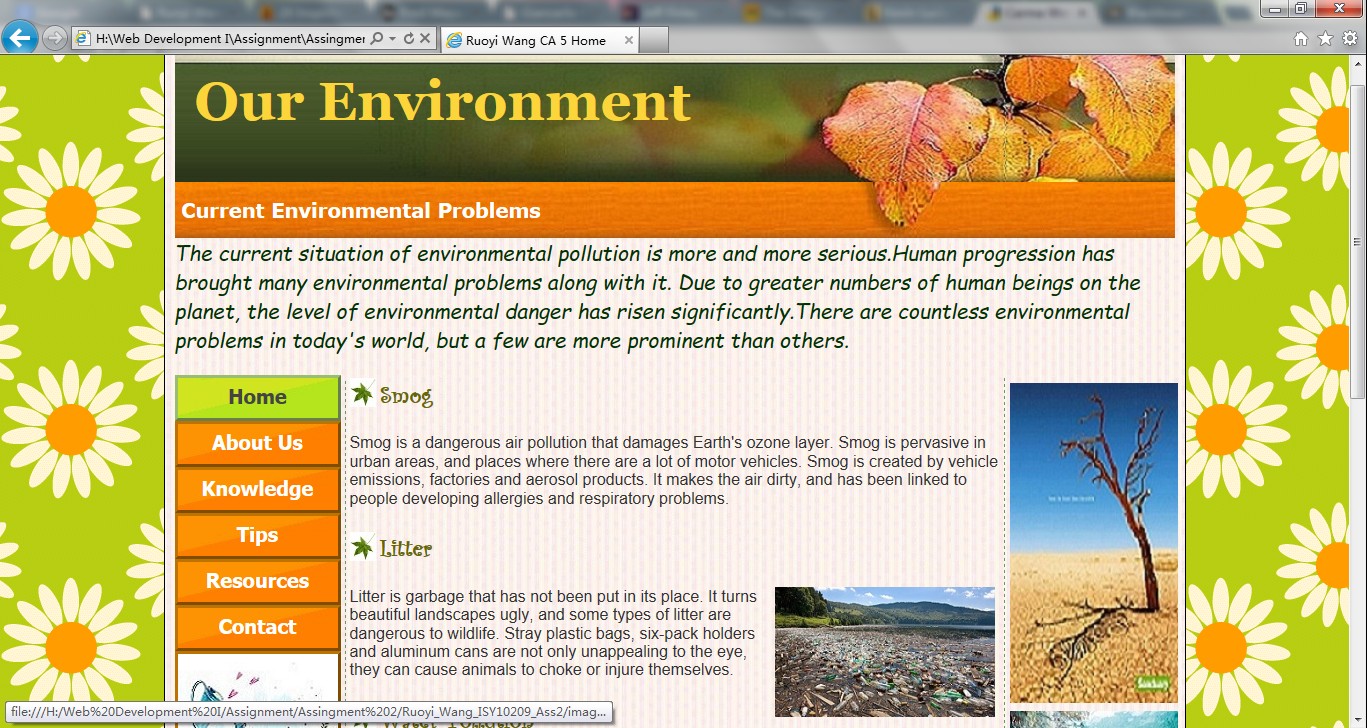 H:\Web Development I\Assignment\Assingmer
Ruoyi Wang CA 5 Home
Our Environment
Current Environmental Problems
The current situation of environmental pollution is more and more serious.Human progression has
brought many environmental problems along with it. Due to greater numbers of human beings on the
planet, the level of environmental danger has risen significantly.There are countless environmental
problems in today's world, but a few are more prominent than others.
Home
About Us
Knowledge
Tips
Resources
Contact
Smog
Smog is a dangerous air pollution that damages Earth's ozone layer. Smog is pervasive in
urban areas, and places where there are a lot of motor vehicles. Smog is created by vehicle
emissions, factories and aerosol products. It makes the air dirty, and has been linked to
people developing allergies and respiratory problems.
Litter
Litter is garbage that has not been put in its place. It turns
beautiful landscapes ugly, and some types of litter are
dangerous to wildlife. Stray plastic bags, six-pack holders
and aluminum cans are not only unappealing to the eye,
they can cause animals to choke or injure themselves.
Water Pollution
file:///H:/Web%20Development%20I/Assignment/Assingment%202/Ruoyi_Wang_ISY10209_Ass2/imag...